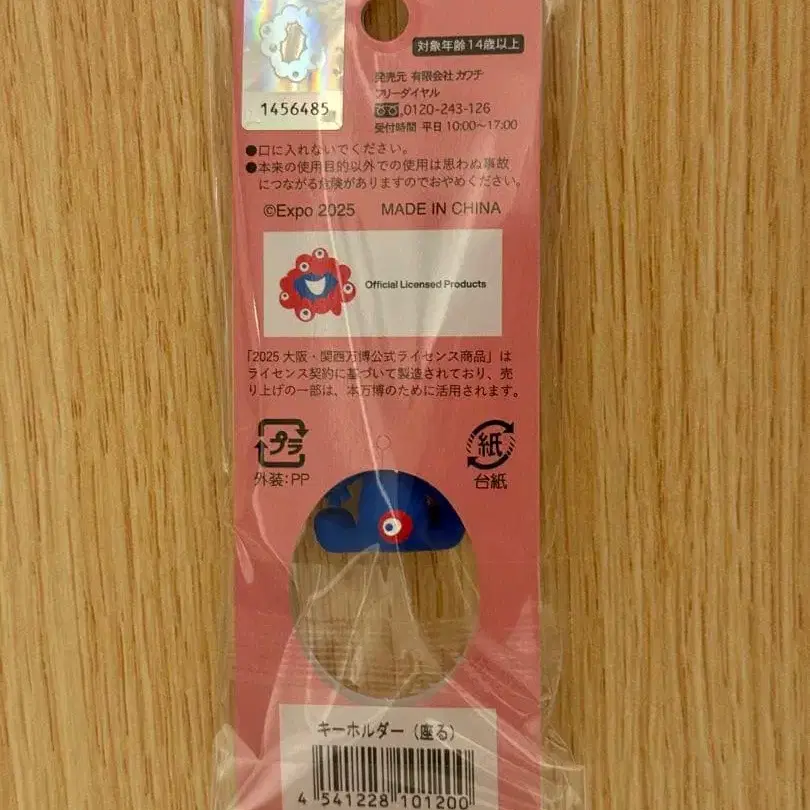 1456485
対象年齢14歳以上
発売元 有限会社 カワチ
フリーダイヤル
0120-243-126
受付時間 平日 10:00〜17:00
●口に入れないでください。
●本来の使用目的以外での使用は思わぬ事故
につながる危険がありますのでおやめください。
©Expo 2025 MADE IN CHINA
Official Licensed Products
「2025 大阪・関西万博公式ライセンス商品」は
ライセンス契約に基づいて製造されており、売
り上げの一部は、本万博のために活用されます。
プラ
外装:PP
紙
台紙
キーホルダー(座る)
4 541228 101200